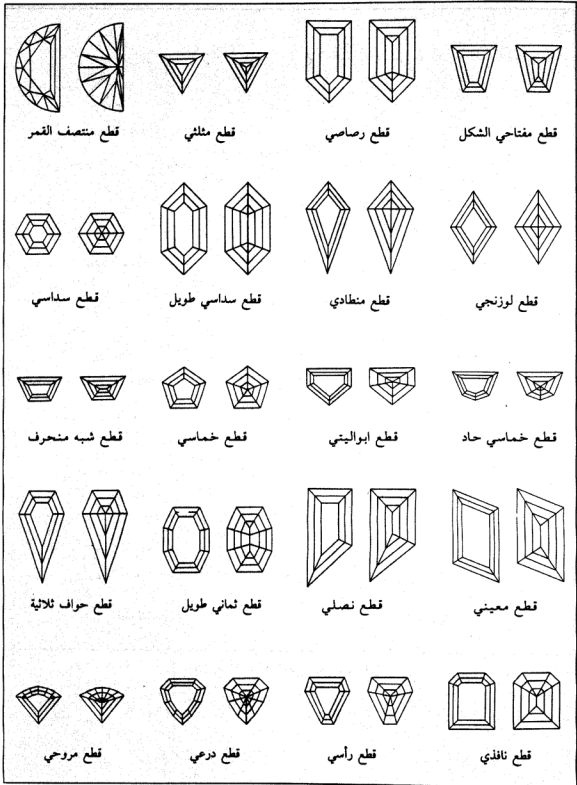 قطع مفتاحي الشكل
قطع رصاصي
قطع مثلثي
قطع منتصف القمر
قطع لوزنجي
قطع منطادي
قطع سداسي طويل
قطع سداسي
قطع خماسي حاد
قطع ابواليتي
قطع خماسي
قطع شبه منحرف
قطع معيني
قطع نصلي
قطع ثماني طويل
قطع حواف ثلاثية
قطع نافذي
قطع رأسي
قطع درعي
قطع مروحي